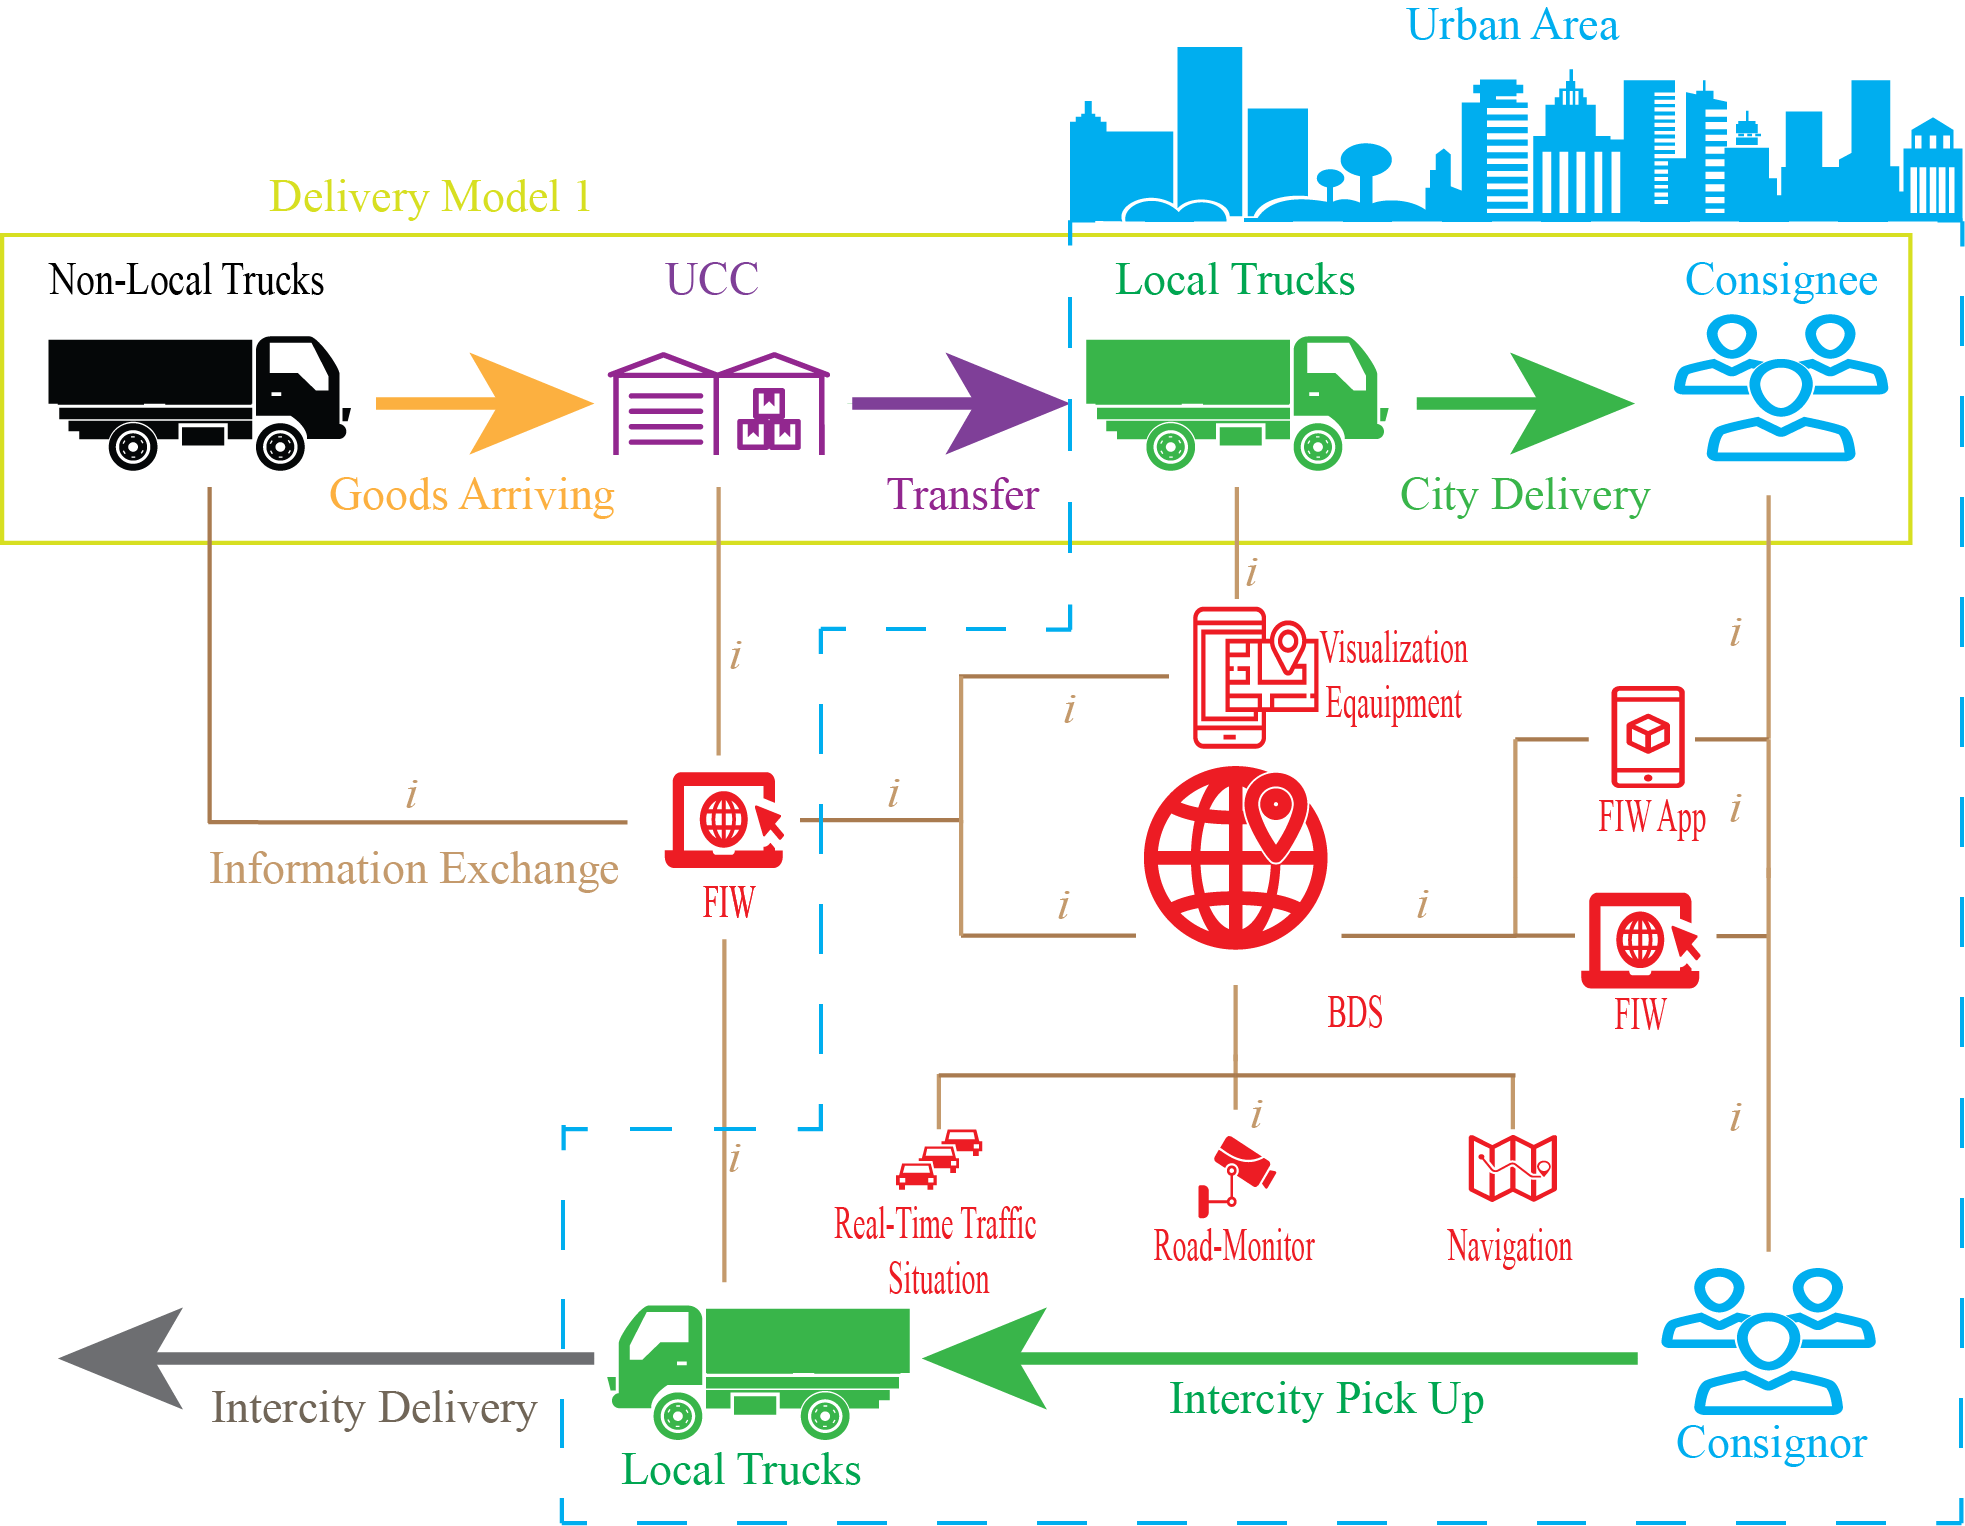 Urban Area
Delivery Model 1
Non-Local Trucks
UCC
Local Trucks
Consignee
Goods Arriving
Transfer
City Delivery
i
i
i
Visualization
Eqauipment
i
i
i
i
FIW App
Information Exchange
FIW
i
i
BDS
FIW
i
i
i
Real-Time Traffic
Situation
Road-Monitor
Navigation
Intercity Delivery
Intercity Pick Up
Local Trucks
Consignor